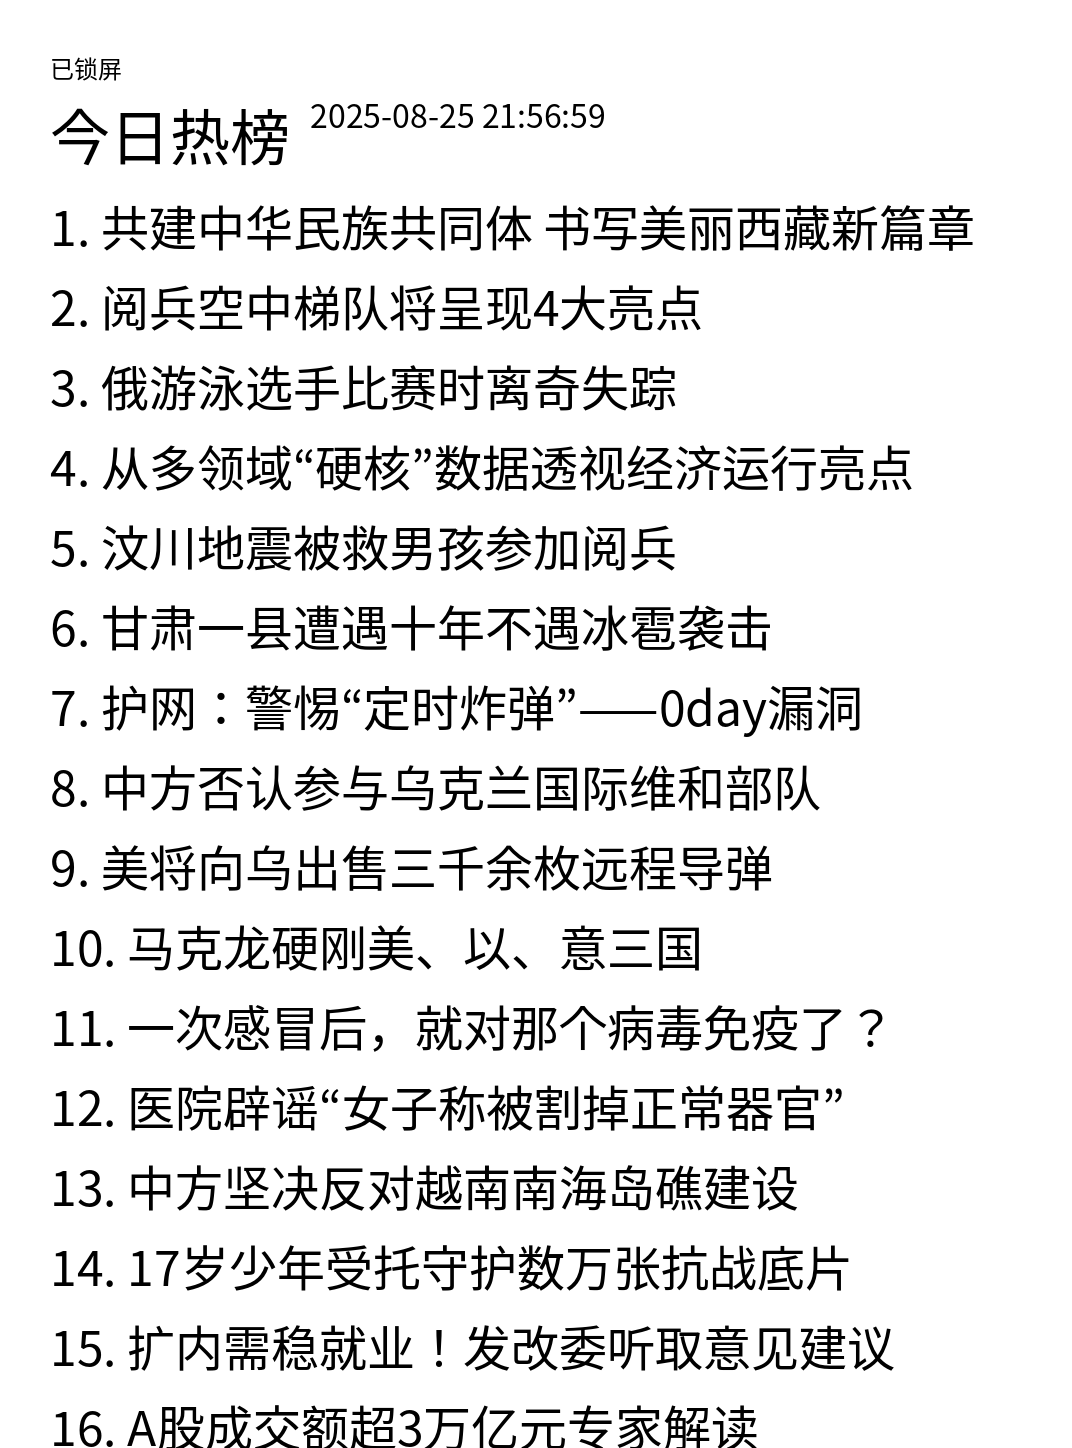 已锁屏
今日热榜 2025-08-25 21:56:59
1. 共建中华民族共同体 书写美丽西藏新篇章
2. 阅兵空中梯队将呈现4大亮点
3. 俄游泳选手比赛时离奇失踪
4. 从多领域“硬核”数据透视经济运行亮点
5. 汶川地震被救男孩参加阅兵
6. 甘肃一县遭遇十年不遇冰雹袭击
7. 护网：警惕“定时炸弹”——0day漏洞
8. 中方否认参与乌克兰国际维和部队
9. 美将向乌出售三千余枚远程导弹
10. 马克龙硬刚美、以、意三国
11. 一次感冒后，就对那个病毒免疫了？
12. 医院辟谣“女子称被割掉正常器官”
13. 中方坚决反对越南南海岛礁建设
14. 17岁少年受托守护数万张抗战底片
15. 扩内需稳就业！发改委听取意见建议
16. A股成交额超3万亿元专家解读